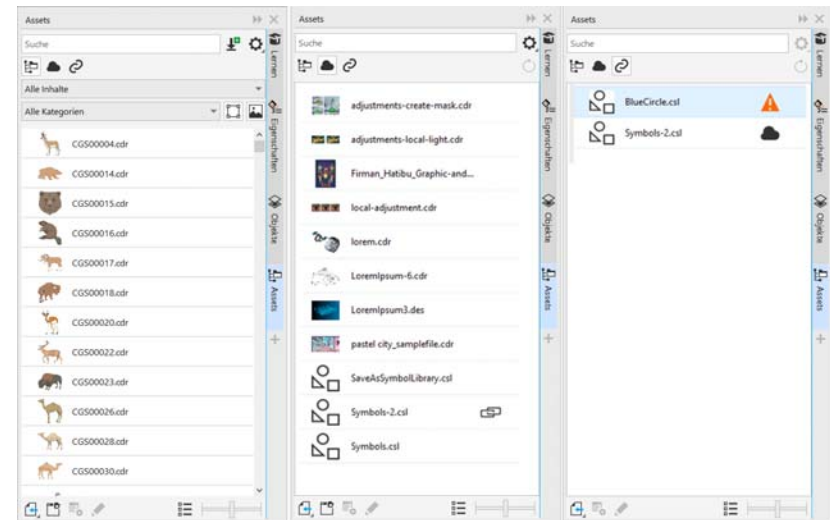 Assets
Suche
Alle Inhalte
Alle Kategorien
CGS00004.cdr
CGS00014.cdr
CGS00015.cdr
CGS00016.cdr
CGS00017.cdr
CGS00018.cdr
CGS00020.cdr
CGS00022.cdr
CGS00023.cdr
CGS00026.cdr
CGS00028.cdr
CGS00030.cdr
Lernen
Eigenschaften
Objekte
Assets
Assets
Suche
adjustments-create-mask.cdr
adjustments-local-light.cdr
Firman_Hatibu_Graphic-and...
local-adjustment.cdr
lorem.cdr
LoremIpsum-6.cdr
LoremIpsum3.des
pastel city_samplefile.cdr
SaveAsSymbolLibrary.csl
Symbols-2.csl
Symbols.csl
Lernen
Eigenschaften
Objekte
Assets
Assets
Suche
BlueCircle.csl
Symbols-2.csl
Lernen
Eigenschaften
Objekte
Assets